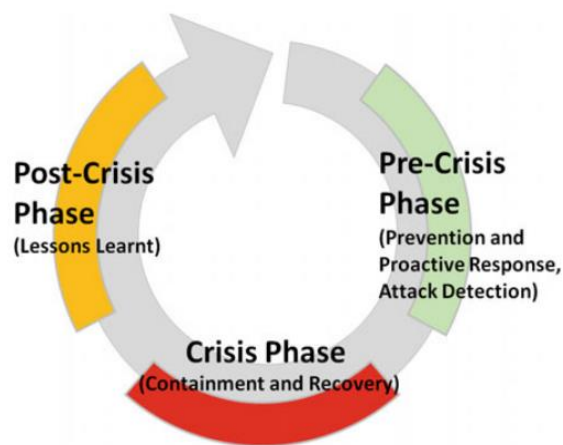 Pre-Crisis
Phase
(Prevention and
Proactive Response,
Attack Detection)
Crisis Phase
(Containment and Recovery)
Post-Crisis
Phase
(Lessons Learnt)